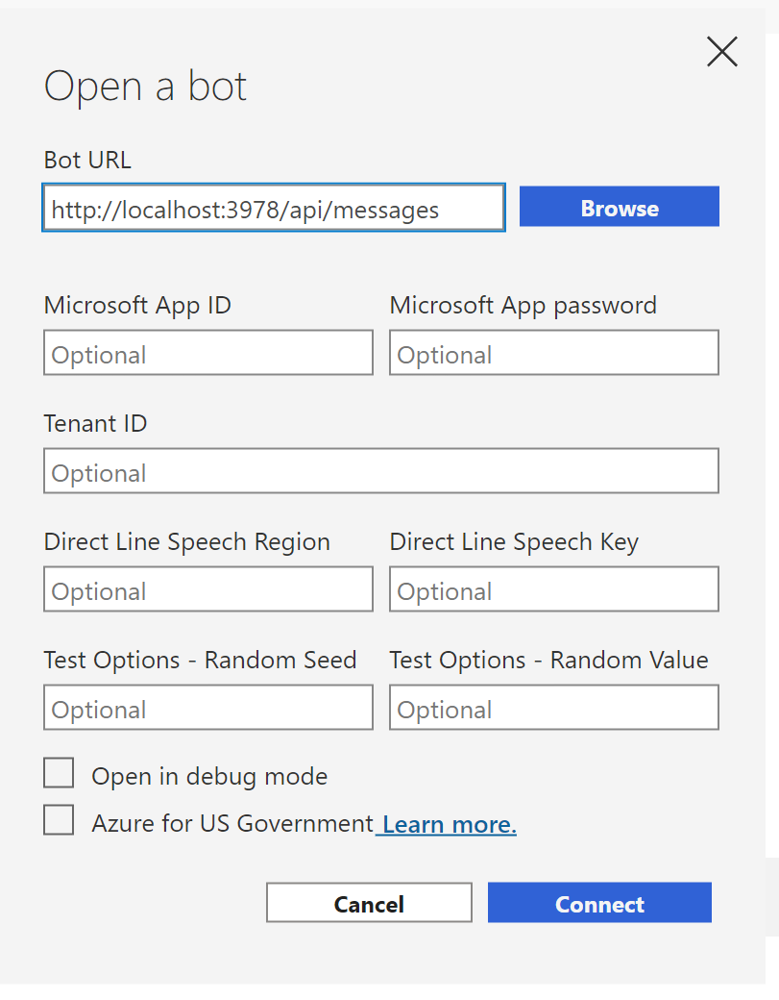 Open a bot
Bot URL
http://localhost:3978/api/messages
Browse
Microsoft App ID
Microsoft App password
Optional
Optional
Tenant ID
Optional
Direct Line Speech Region
Direct Line Speech Key
Optional
Optional
Test Options - Random Seed
Test Options - Random Value
Optional
Optional
Open in debug mode
Azure for US Government Learn more.
Cancel
Connect